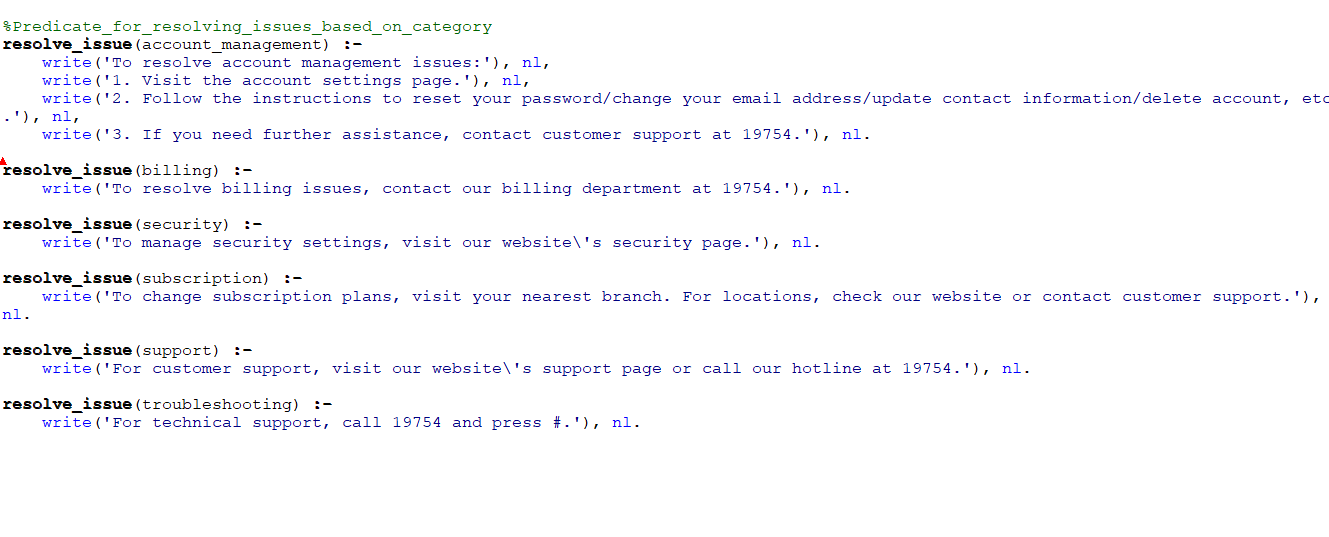 %Predicate_for_resolving_issues_based_on_category
resolve_issue(account_management) :-
    write('To resolve account management issues:'), nl,
    write('1. Visit the account settings page.'), nl,
    write('2. Follow the instructions to reset your password/change your email address/update contact information/delete account, etc
.'), nl,
    write('3. If you need further assistance, contact customer support at 19754.'), nl.
resolve_issue(billing) :-
    write('To resolve billing issues, contact our billing department at 19754.'), nl.
resolve_issue(security) :-
    write('To manage security settings, visit our website\'s security page.'), nl.
resolve_issue(subscription) :-
    write('To change subscription plans, visit your nearest branch. For locations, check our website or contact customer support.'),
nl.
resolve_issue(support) :-
    write('For customer support, visit our website\'s support page or call our hotline at 19754.'), nl.
resolve_issue(troubleshooting) :-
    write('For technical support, call 19754 and press #.'), nl.